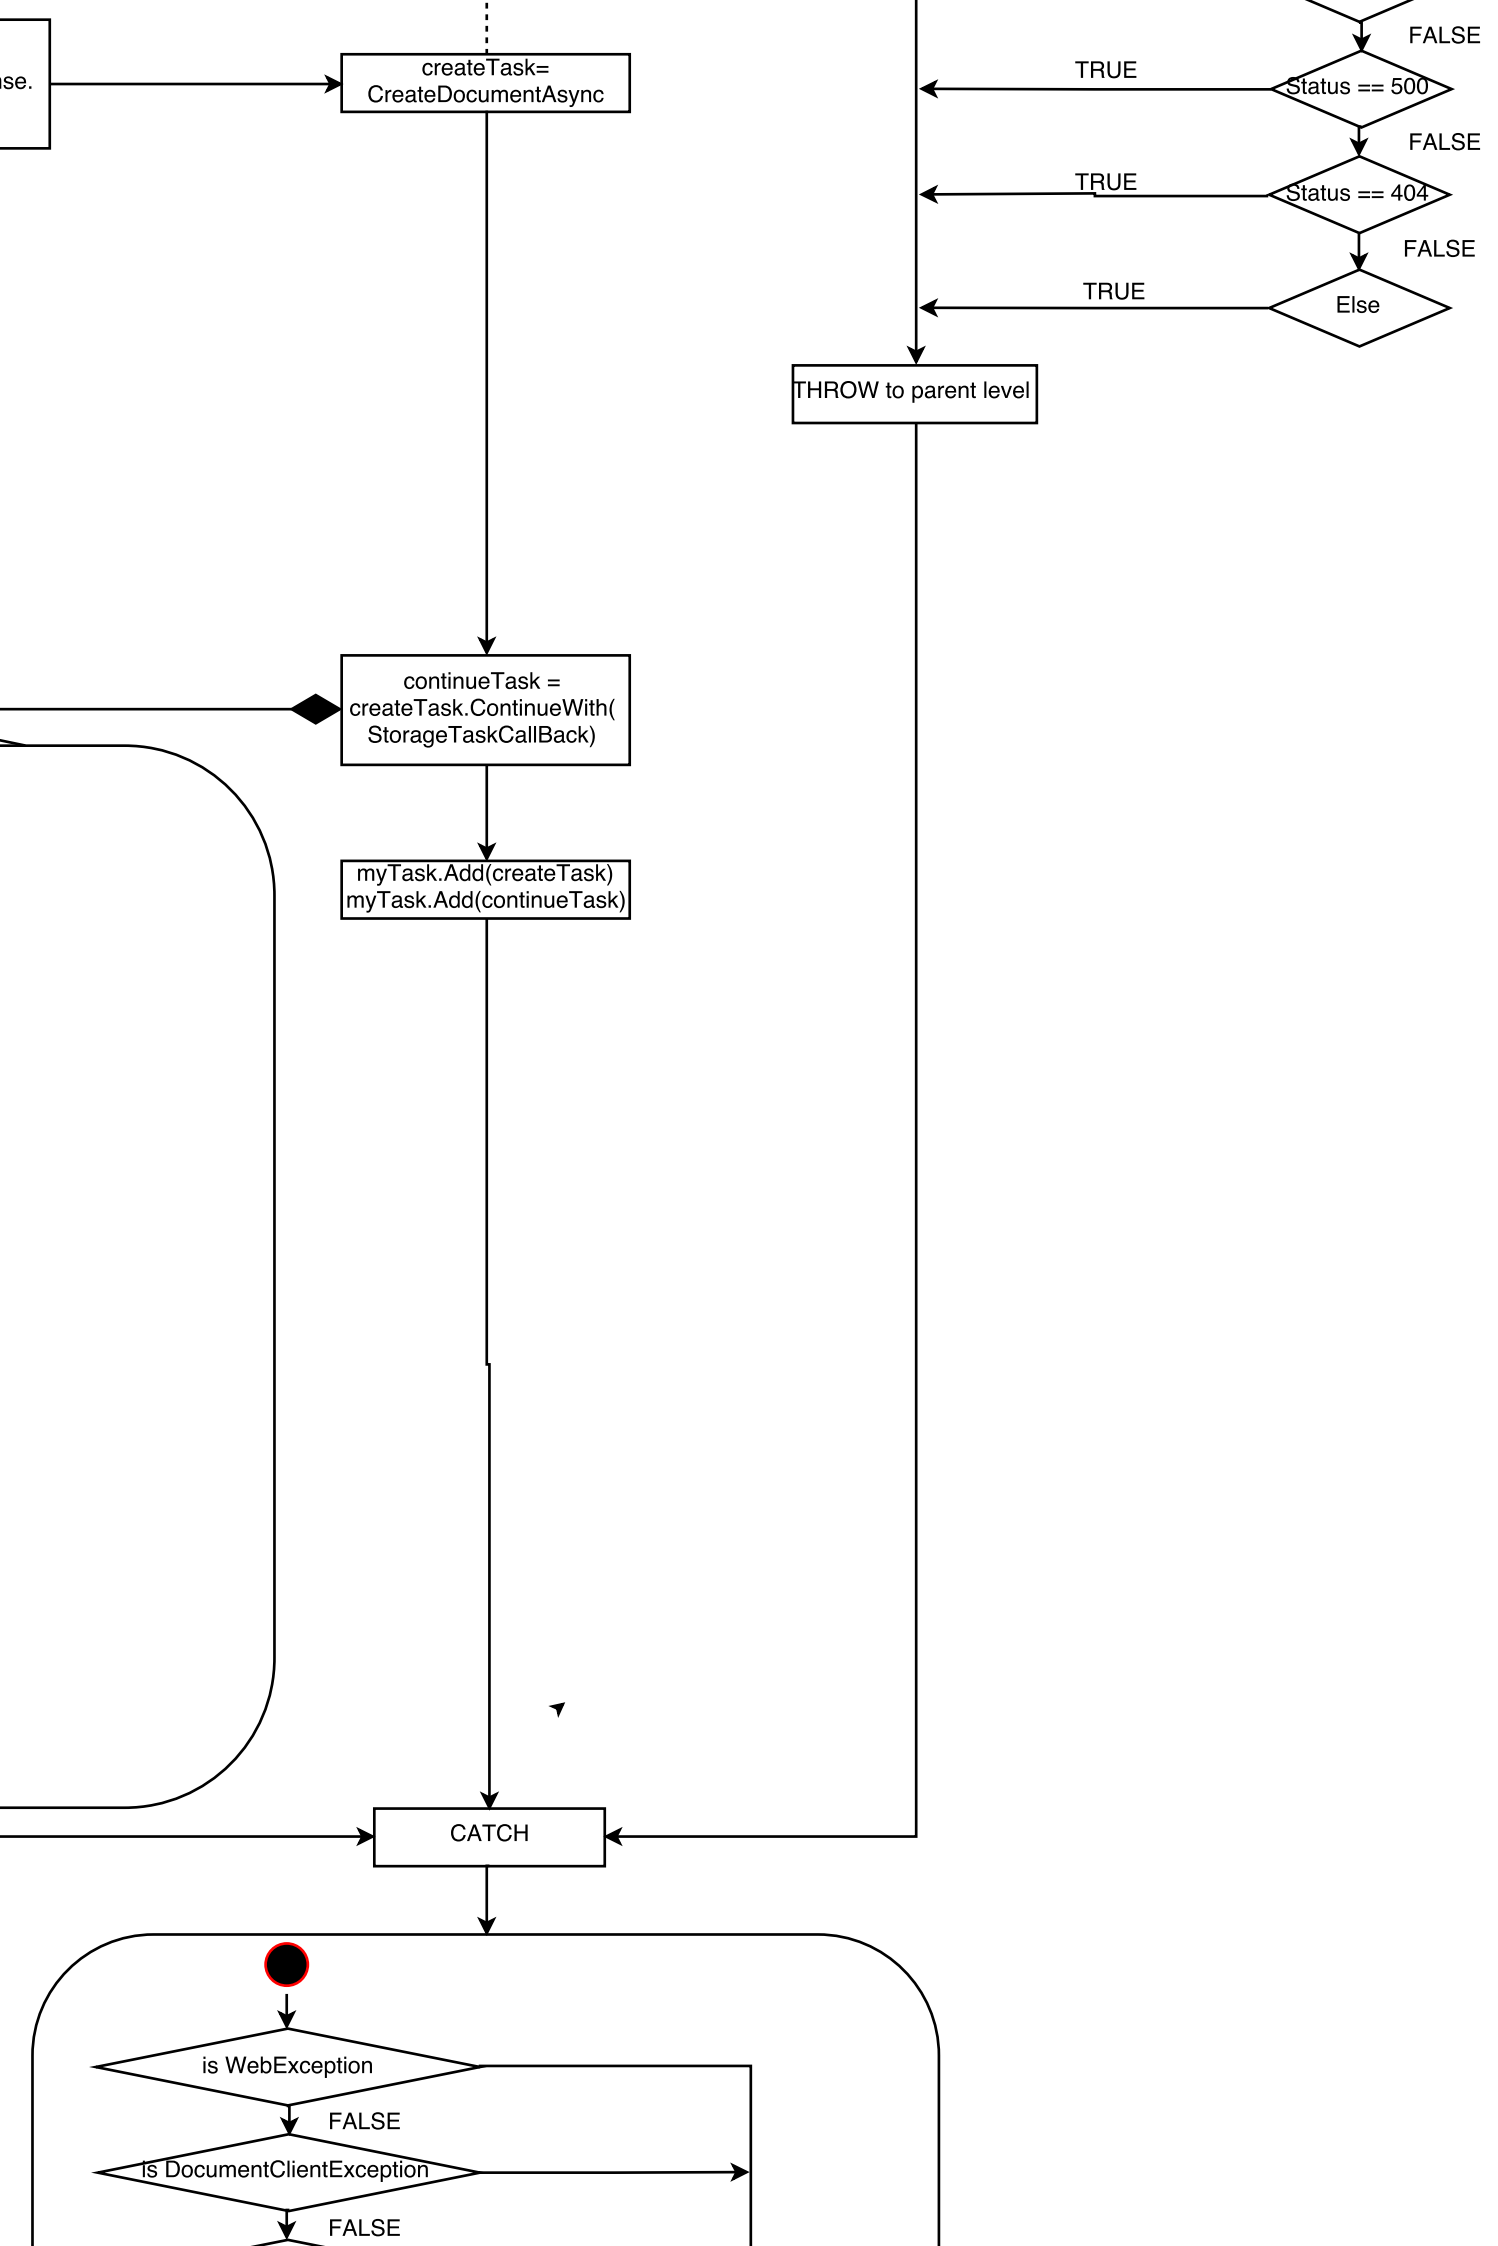 FALSE
createTask=
CreateDocumentAsync
TRUE
Status == 500
FALSE
TRUE
Status == 404
FALSE
TRUE
Else
THROW to parent level
continueTask =
createTask.ContinueWith(
StorageTaskCallBack)
myTask.Add(createTask)
myTask.Add(continueTask)
CATCH
is WebException
FALSE
is DocumentClientException
FALSE